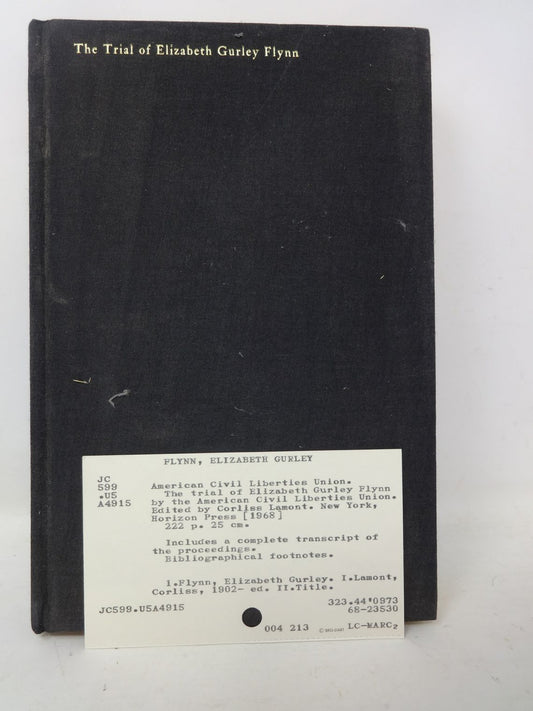 The Trial of Elizabeth Gurley Flynn
FLYNN, ELIZABETH GURLEY
JC
599
.U5
A4915
American Civil Liberties Union.
The trial of Elizabeth Gurley Flynn
by the American Civil Liberties Union.
Edited by Corliss Lamont. New York,
Horizon Press [1968]
222 p. 25 cm.
Includes a complete transcript of
the proceedings.
Bibliographical footnotes.
1.Flynn, Elizabeth Gurley. I.Lamont,
Corliss, 1902- ed. II.Title.
JC599.U5A4915
323.44'0973
68-23530
004 213
LC-MARC2